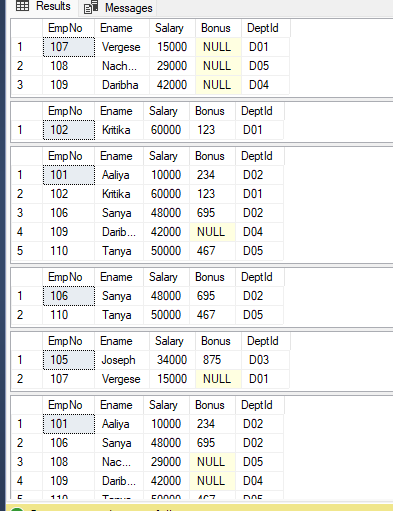 Results Messages
EmpNo Ename Salary Bonus DeptId
1 107 Vergese 15000 NULL D01
2 108 Nach... 29000 NULL D05
3 109 Daribha 42000 NULL D04
EmpNo Ename Salary Bonus DeptId
1 102 Kritika 60000 123 D01
EmpNo Ename Salary Bonus DeptId
1 101 Aaliya 10000 234 D02
2 102 Kritika 60000 123 D01
3 106 Sanya 48000 695 D02
4 109 Darib... 42000 NULL D04
5 110 Tanya 50000 467 D05
EmpNo Ename Salary Bonus DeptId
1 106 Sanya 48000 695 D02
2 110 Tanya 50000 467 D05
EmpNo Ename Salary Bonus DeptId
1 105 Joseph 34000 875 D03
2 107 Vergese 15000 NULL D01
EmpNo Ename Salary Bonus DeptId
1 101 Aaliya 10000 234 D02
2 106 Sanya 48000 695 D02
3 108 Nac... 29000 NULL D05
4 109 Darib... 42000 NULL D04
5 110 Tanya 50000 467 D05